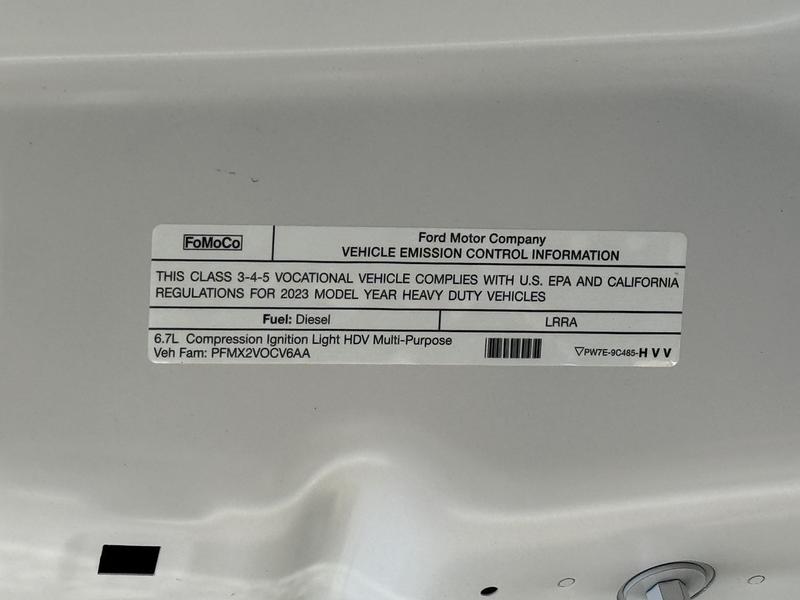 FoMoCo
Ford Motor Company
VEHICLE EMISSION CONTROL INFORMATION
THIS CLASS 3-4-5 VOCATIONAL VEHICLE COMPLIES WITH U.S. EPA AND CALIFORNIA
REGULATIONS FOR 2023 MODEL YEAR HEAVY DUTY VEHICLES
Fuel: Diesel
LRRA
6.7L Compression Ignition Light HDV Multi-Purpose
Veh Fam: PFMX2VOCV6AA
▽PW7E-9C485-HVV